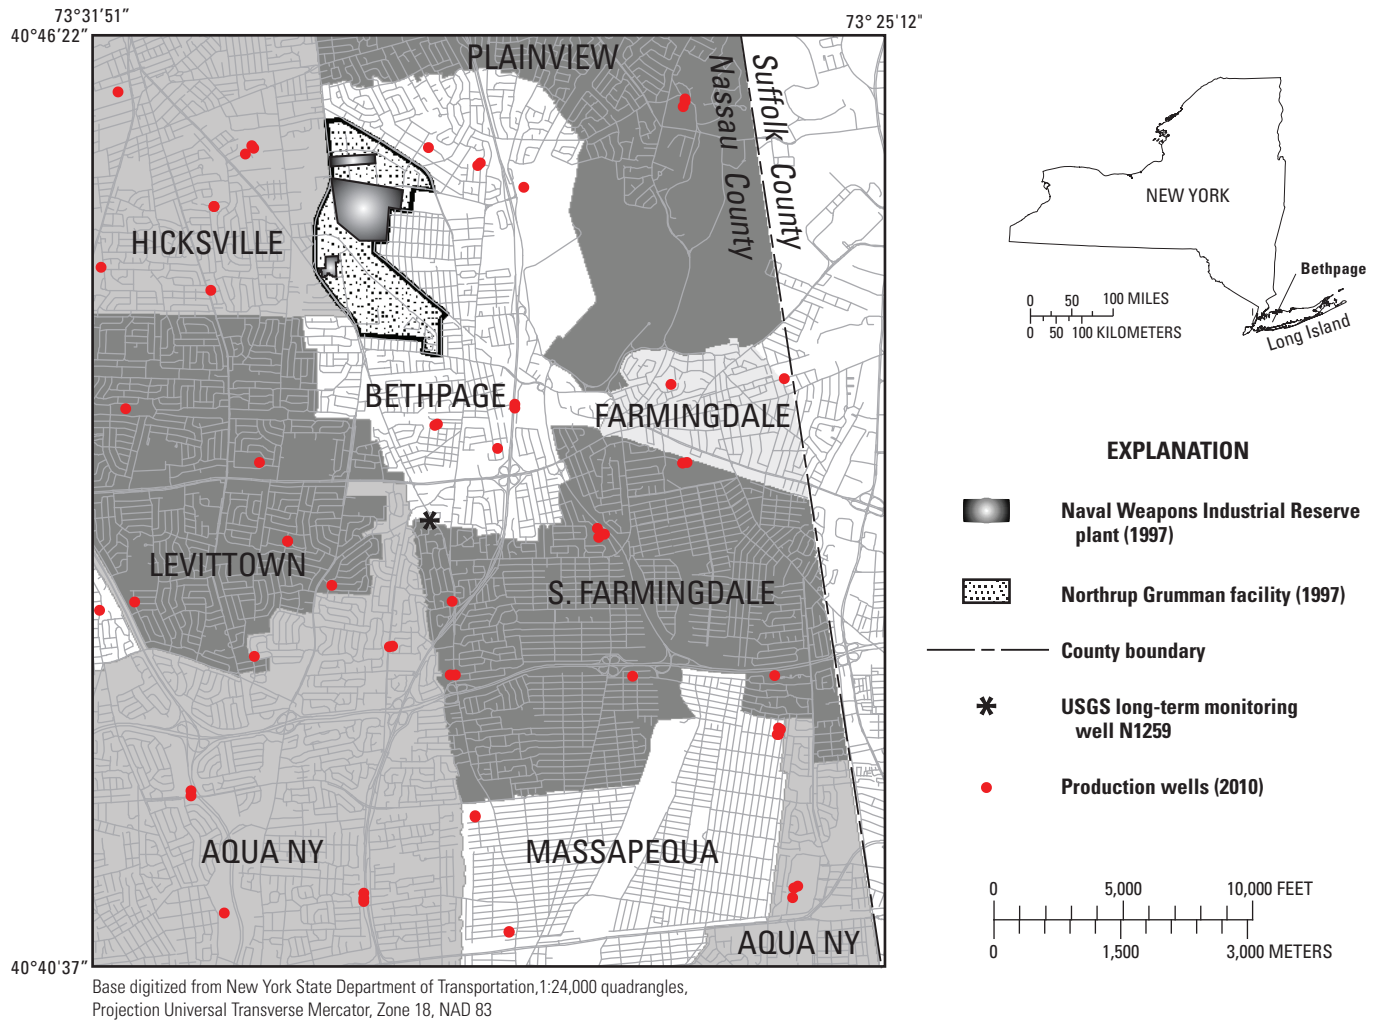 73°31'51”
73° 25'12"
40°46'22”
PLAINVIEW
Nassau County
Suffolk County
HICKSVILLE
BETHPAGE
FARMINGDALE
LEVITTOWN
S. FARMINGDALE
AQUA NY
MASSAPEQUA
AQUA NY
40°40'37”
Base digitized from New York State Department of Transportation,1:24,000 quadrangles,
Projection Universal Transverse Mercator, Zone 18, NAD 83
NEW YORK
Bethpage
Long Island
0 50 100 MILES
0 50 100 KILOMETERS
EXPLANATION
Naval Weapons Industrial Reserve
plant (1997)
Northrup Grumman facility (1997)
County boundary
USGS long-term monitoring
well N1259
Production wells (2010)
0 5,000 10,000 FEET
0 1,500 3,000 METERS